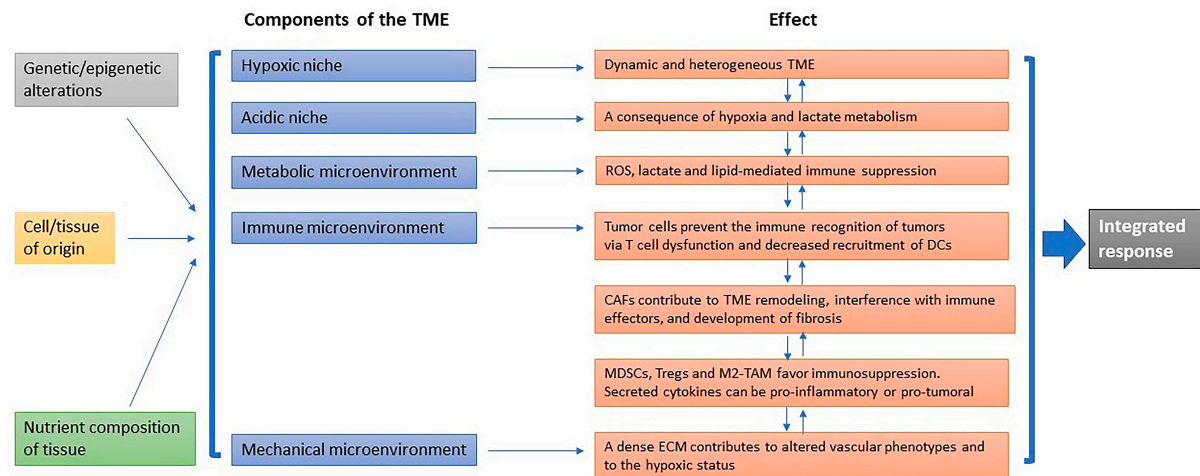 Components of the TME
Effect
Genetic/epigenetic
alterations
Cell/tissue
of origin
Nutrient composition
of tissue
Hypoxic niche
Acidic niche
Metabolic microenvironment
Immune microenvironment
Mechanical microenvironment
Dynamic and heterogeneous TME
A consequence of hypoxia and lactate metabolism
ROS, lactate and lipid-mediated immune suppression
Tumor cells prevent the immune recognition of tumors
via T cell dysfunction and decreased recruitment of DCs
CAFs contribute to TME remodeling, interference with immune
effectors, and development of fibrosis
MDSCs, Tregs and M2-TAM favor immunosuppression.
Secreted cytokines can be pro-inflammatory or pro-tumoral
A dense ECM contributes to altered vascular phenotypes and
to the hypoxic status
Integrated
response